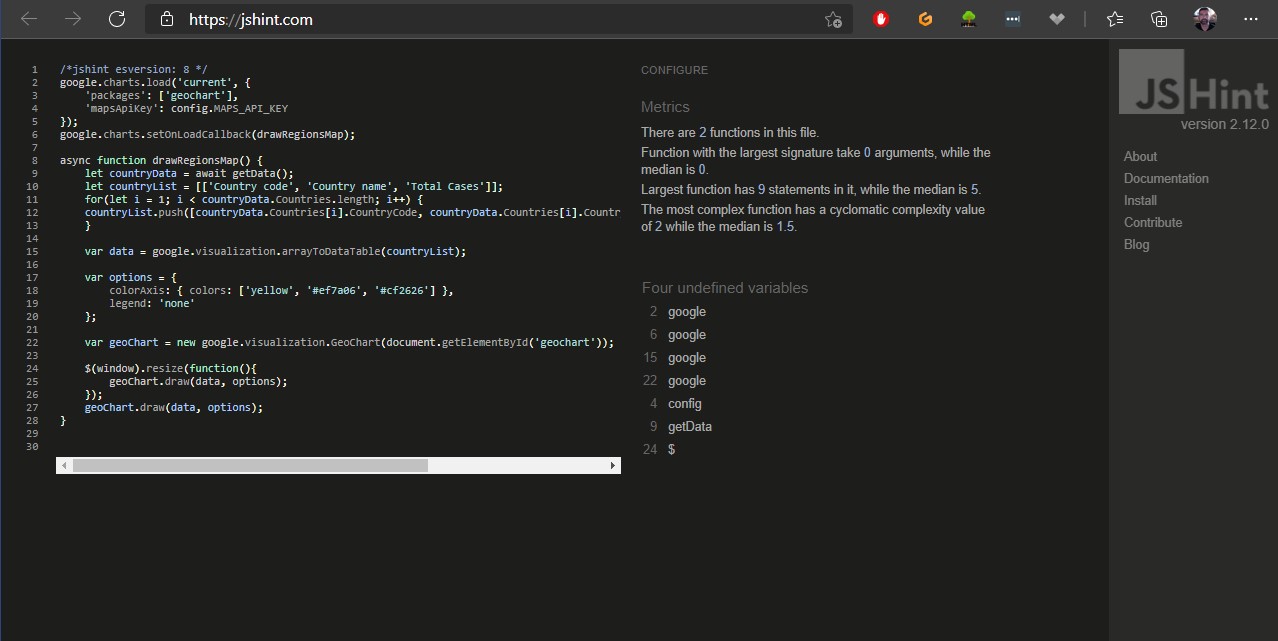 https://jshint.com
1 /*jshint esversion: 8 */
2 google.charts.load('current', {
3 'packages': ['geochart'],
4 'mapsApiKey': config.MAPS_API_KEY
5 });
6 google.charts.setOnLoadCallback(drawRegionsMap);
7
8 async function drawRegionsMap() {
9 let countryData = await getData();
10 let countryList = [['Country code', 'Country name', 'Total Cases']];
11 for(let i = 1; i < countryData.Countries.length; i++) {
12 countryList.push([countryData.Countries[i].CountryCode, countryData.Countries[i].Countr
13 }
14
15 var data = google.visualization.arrayToDataTable(countryList);
16
17 var options = {
18 colorAxis: { colors: ['yellow', '#ef7a06', '#cf2626'] },
19 legend: 'none'
20 };
21
22 var geoChart = new google.visualization.GeoChart(document.getElementById('geochart'));
23
24 $(window).resize(function(){
25 geoChart.draw(data, options);
26 });
27 geoChart.draw(data, options);
28 }
29
30
CONFIGURE
Metrics
There are 2 functions in this file.
Function with the largest signature take 0 arguments, while the
median is 0.
Largest function has 9 statements in it, while the median is 5.
The most complex function has a cyclomatic complexity value
of 2 while the median is 1.5.
Four undefined variables
2 google
6 google
15 google
22 google
4 config
9 getData
24 $
JSHint
version 2.12.0
About
Documentation
Install
Contribute
Blog